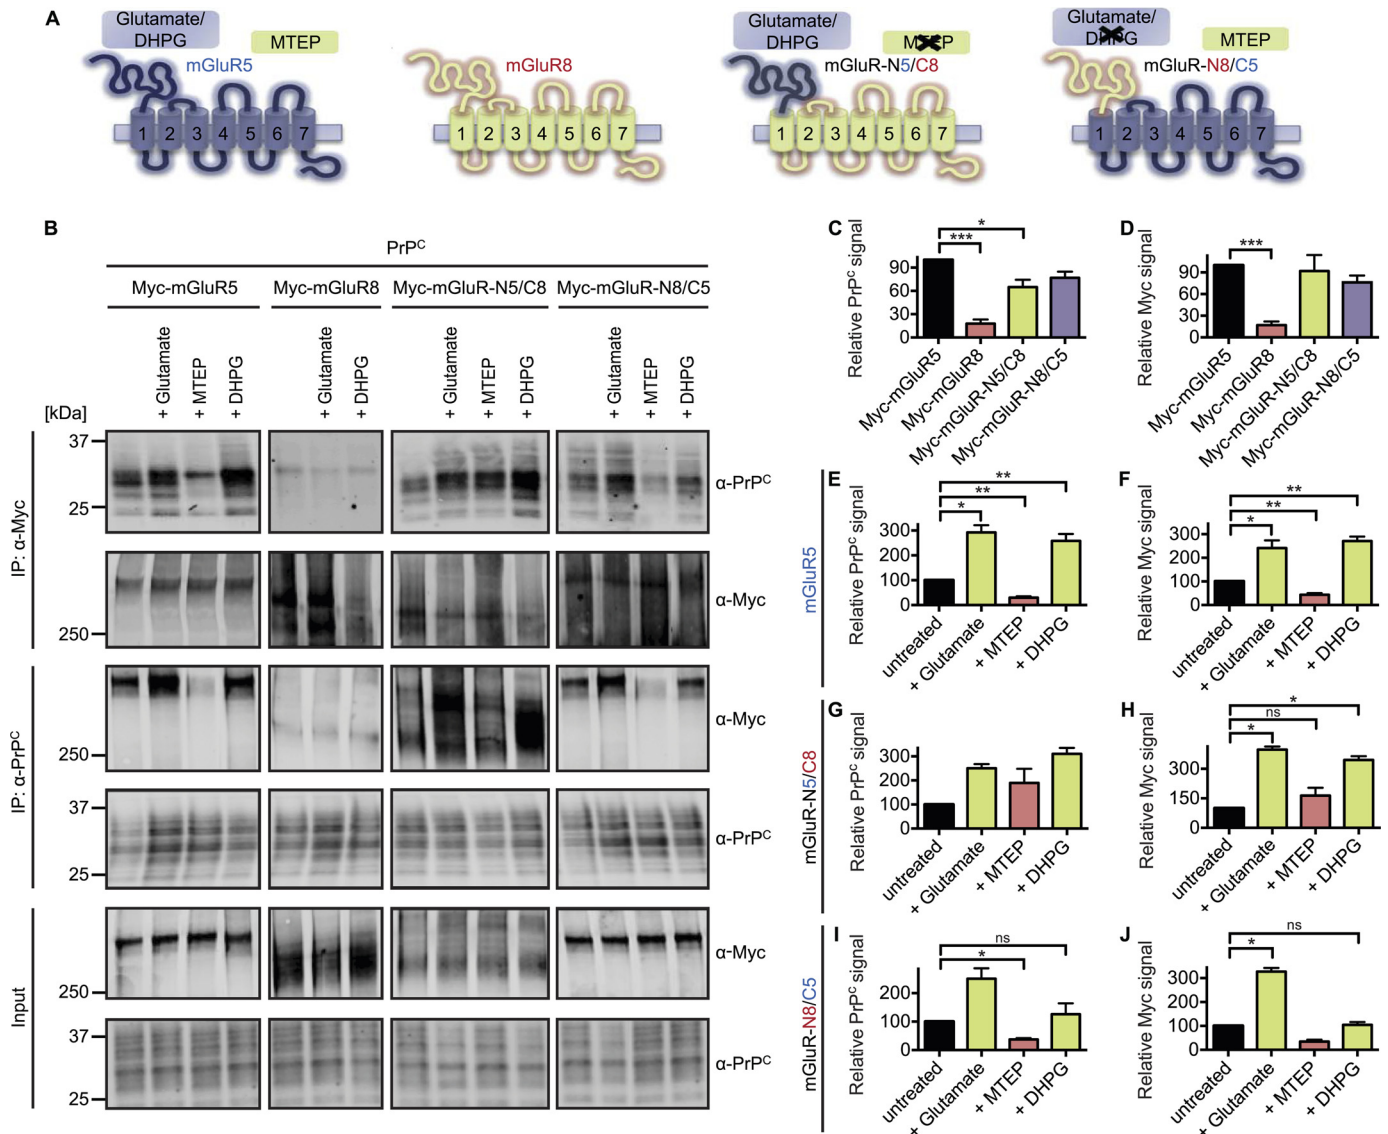 A
Glutamate/
DHPG
MTEP
mGluR5
1 2 3 4 5 6 7
mGluR8
1 2 3 4 5 6 7
Glutamate/
DHPG
MTEP
mGluR-N5/C8
1 2 3 4 5 6 7
Glutamate/
DHPG
MTEP
mGluR-N8/C5
1 2 3 4 5 6 7
B
PrPC
Myc-mGluR5 Myc-mGluR8 Myc-mGluR-N5/C8 Myc-mGluR-N8/C5
+ Glutamate
+ MTEP
+ DHPG
+ Glutamate
+ DHPG
+ Glutamate
+ MTEP
+ DHPG
+ Glutamate
+ MTEP
+ DHPG
[kDa]
IP: α-Myc
37
25
α-PrPC
250
α-Myc
IP: α-PrPC
250
α-Myc
37
25
α-PrPC
Input
250
α-Myc
37
25
α-PrPC
C
Relative PrPC signal
90
60
30
0
*
***
Myc-mGluR5
Myc-mGluR8
Myc-mGluR-N5/C8
Myc-mGluR-N8/C5
D
Relative Myc signal
90
60
30
0
***
Myc-mGluR5
Myc-mGluR8
Myc-mGluR-N5/C8
Myc-mGluR-N8/C5
mGluR5
E
Relative PrPC signal
300
200
100
0
**
**
*
untreated
+ Glutamate
+ MTEP
+ DHPG
F
Relative Myc signal
300
200
100
0
**
**
*
untreated
+ Glutamate
+ MTEP
+ DHPG
mGluR-N5/C8
G
Relative PrPC signal
300
200
100
0
untreated
+ Glutamate
+ MTEP
+ DHPG
H
Relative Myc signal
300
150
0
*
ns
*
untreated
+ Glutamate
+ MTEP
+ DHPG
mGluR-N8/C5
I
Relative PrPC signal
200
100
0
ns
*
untreated
+ Glutamate
+ MTEP
+ DHPG
J
Relative Myc signal
300
200
100
0
ns
*
untreated
+ Glutamate
+ MTEP
+ DHPG